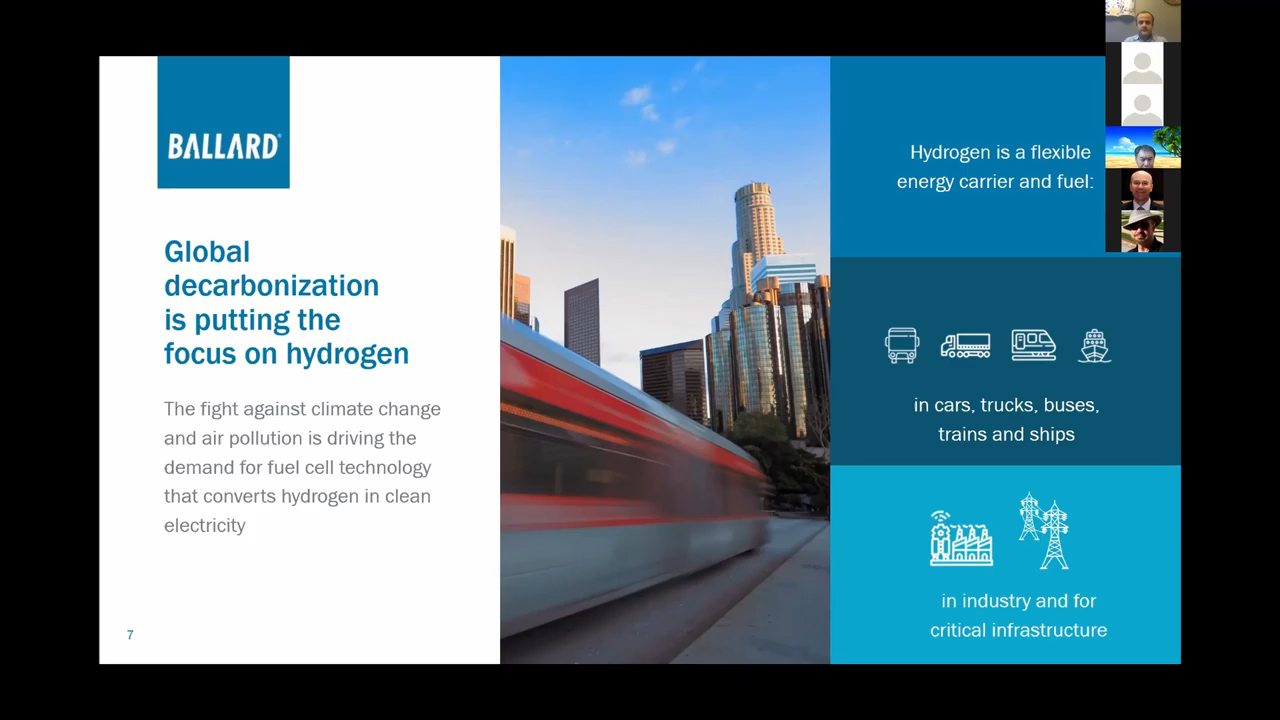 BALLARD®
Global
decarbonization
is putting the
focus on hydrogen
The fight against climate change
and air pollution is driving the
demand for fuel cell technology
that converts hydrogen in clean
electricity
7
Hydrogen is a flexible
energy carrier and fuel:
in cars, trucks, buses,
trains and ships
in industry and for
critical infrastructure